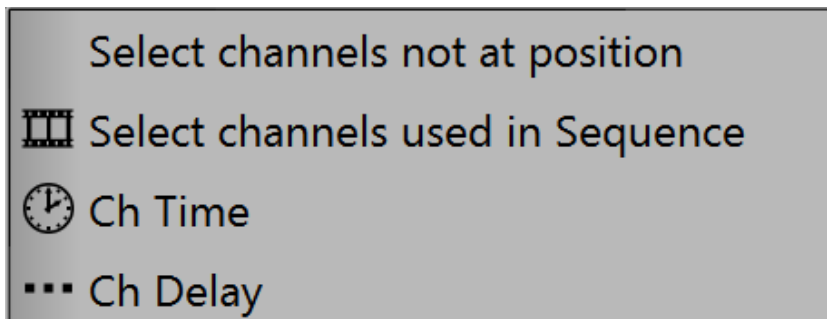 Select channels not at position
Select channels used in Sequence
Ch Time
Ch Delay